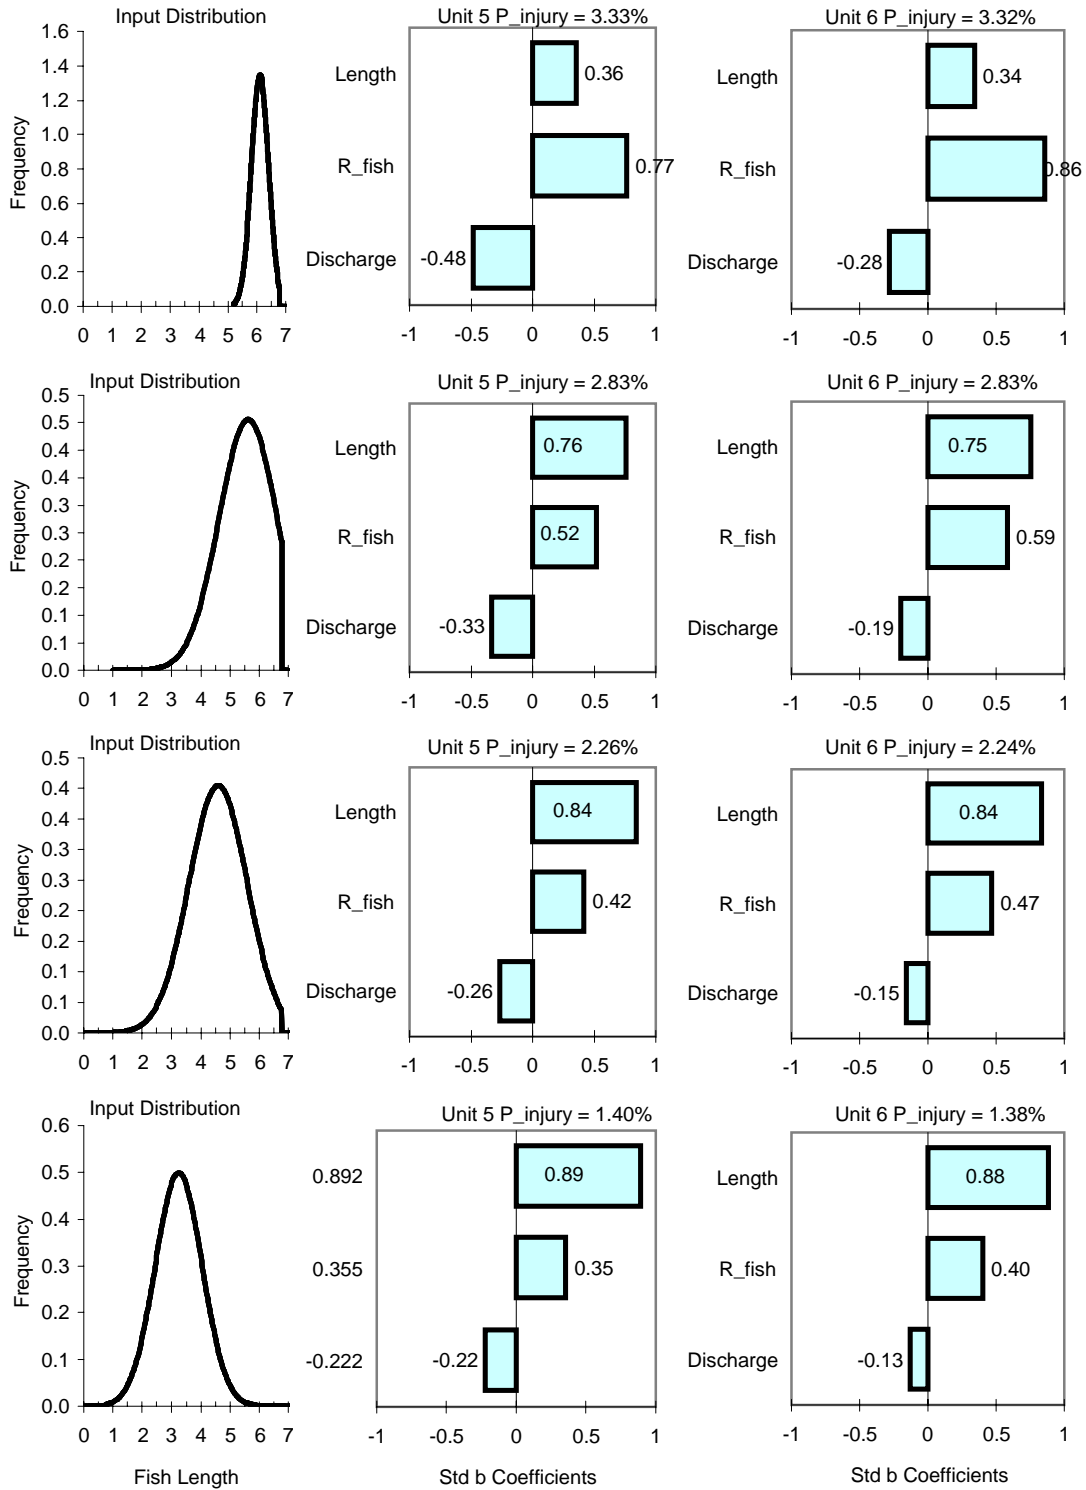 Input Distribution
Unit 5 P_injury = 3.33%
Unit 6 P_injury = 3.32%
Frequency
1.6
1.4
1.2
1.0
0.8
0.6
0.4
0.2
0.0
0 1 2 3 4 5 6 7
Length
0.36
R_fish
0.77
Discharge
-0.48
-1 -0.5 0 0.5 1
Length
0.34
R_fish
0.86
Discharge
-0.28
-1 -0.5 0 0.5 1
Input Distribution
Unit 5 P_injury = 2.83%
Unit 6 P_injury = 2.83%
Frequency
0.5
0.5
0.4
0.4
0.3
0.3
0.2
0.2
0.1
0.1
0.0
0 1 2 3 4 5 6 7
Length
0.76
R_fish
0.52
Discharge
-0.33
-1 -0.5 0 0.5 1
Length
0.75
R_fish
0.59
Discharge
-0.19
-1 -0.5 0 0.5 1
Input Distribution
Unit 5 P_injury = 2.26%
Unit 6 P_injury = 2.24%
Frequency
0.5
0.4
0.4
0.3
0.3
0.2
0.2
0.1
0.1
0.0
0 1 2 3 4 5 6 7
Length
0.84
R_fish
0.42
Discharge
-0.26
-1 -0.5 0 0.5 1
Length
0.84
R_fish
0.47
Discharge
-0.15
-1 -0.5 0 0.5 1
Input Distribution
Unit 5 P_injury = 1.40%
Unit 6 P_injury = 1.38%
Frequency
0.6
0.5
0.4
0.3
0.2
0.1
0.0
0 1 2 3 4 5 6 7
Fish Length
0.892
0.89
0.355
0.35
-0.222
-0.22
-1 -0.5 0 0.5 1
Std b Coefficients
Length
0.88
R_fish
0.40
Discharge
-0.13
-1 -0.5 0 0.5 1
Std b Coefficients